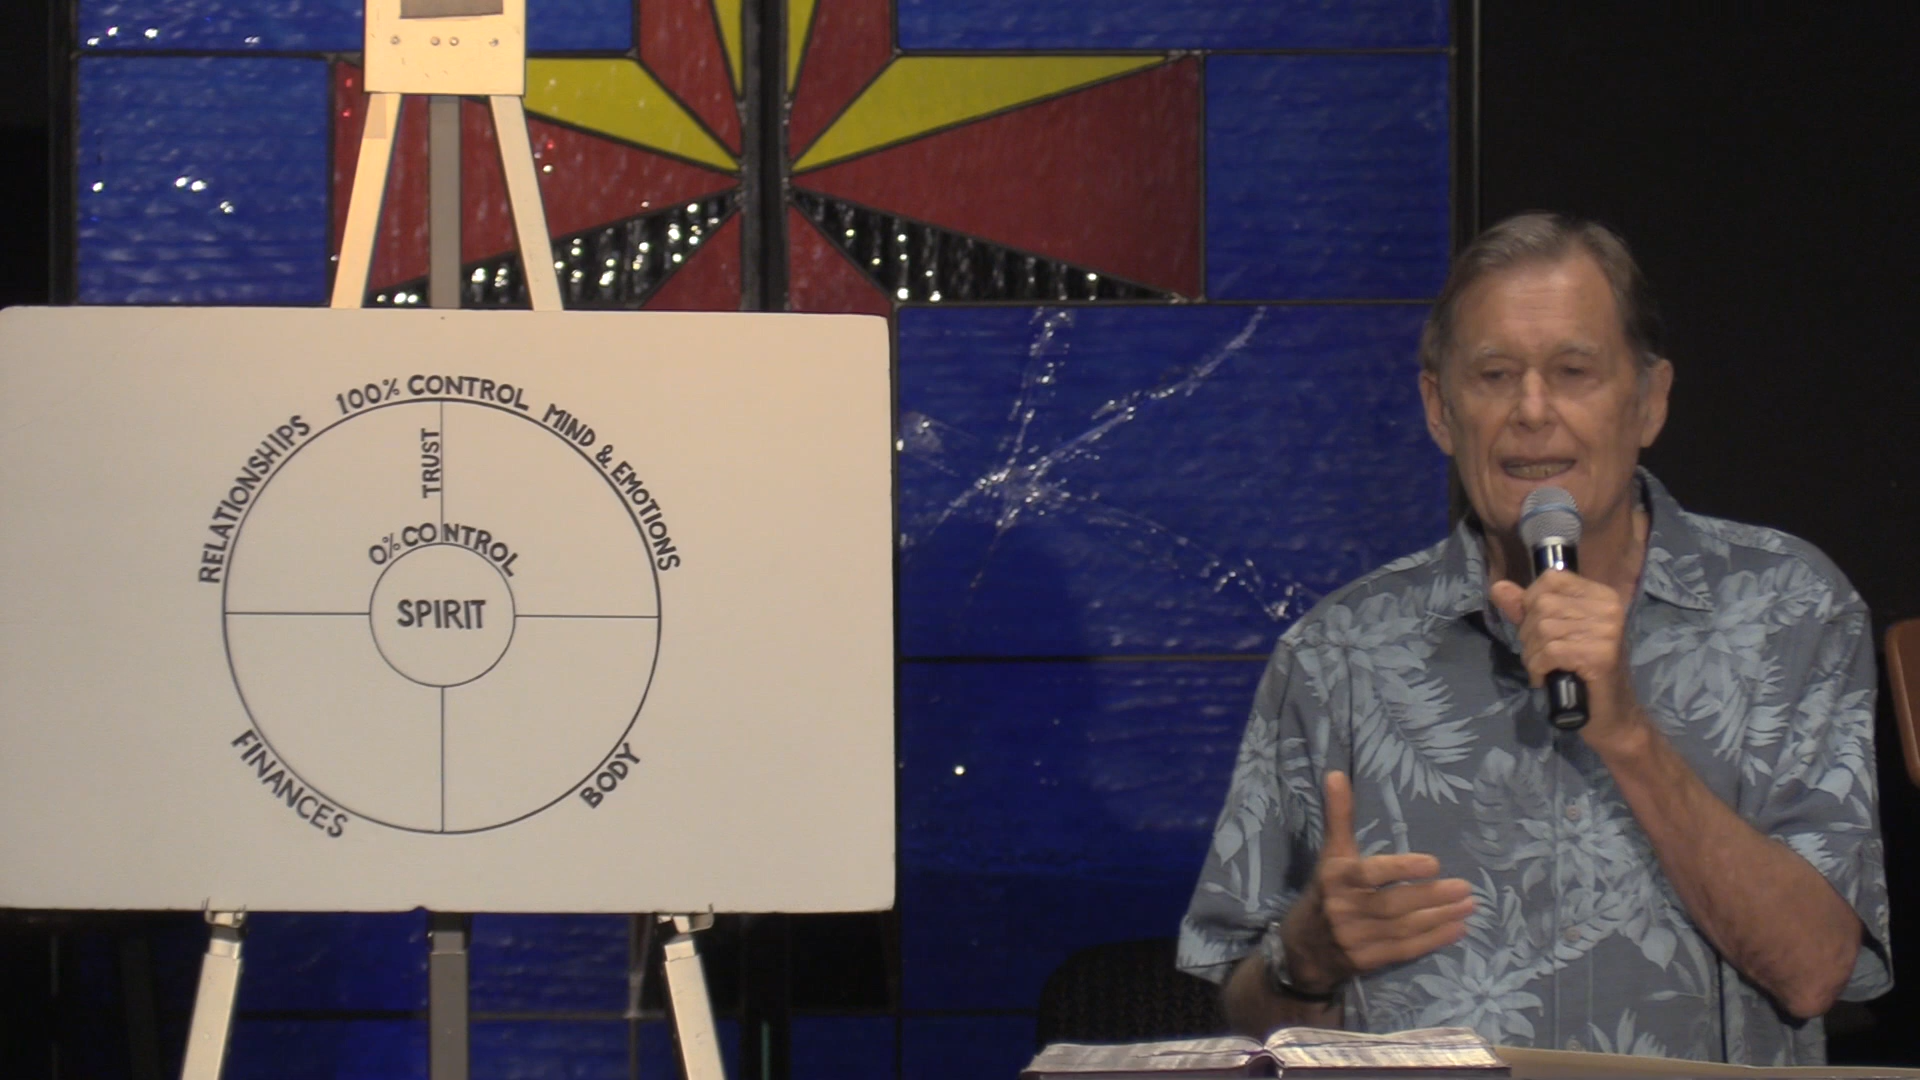 100% CONTROL
RELATIONSHIPS
MIND & EMOTIONS
TRUST
0% CONTROL
SPIRIT
FINANCES
BODY